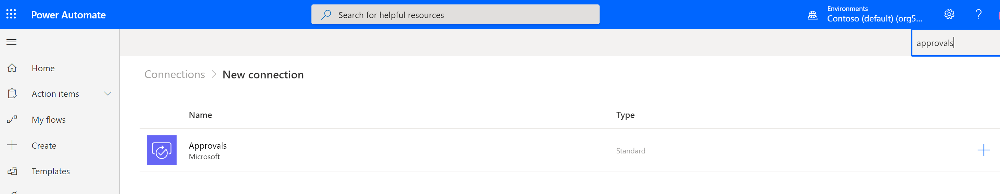 Power Automate
Search for helpful resources
Environments
Contoso (default) (org5...
approvals
Home
Action items
My flows
Create
Templates
Connections > New connection
Name Type
Approvals
Microsoft
Standard